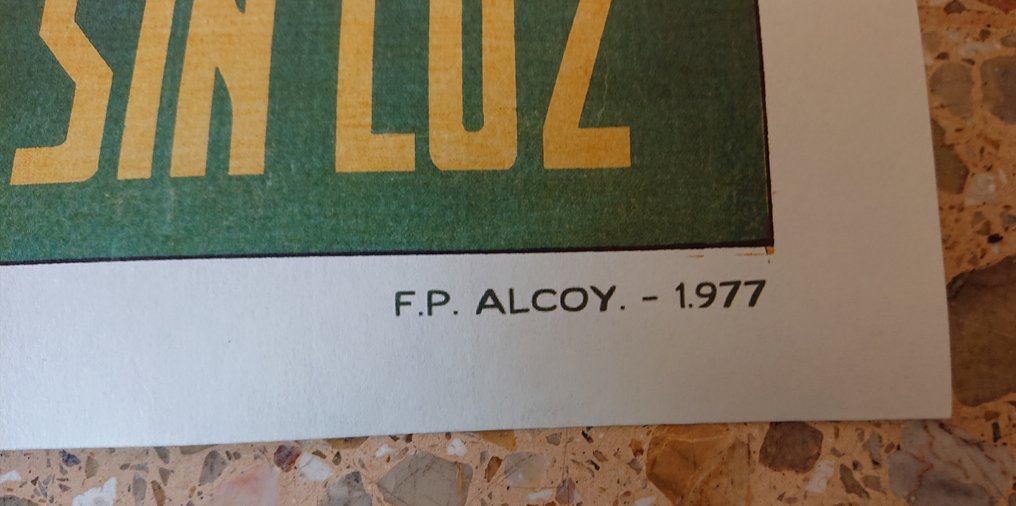 SIN LUZ
F.P. ALCOY. - 1.977